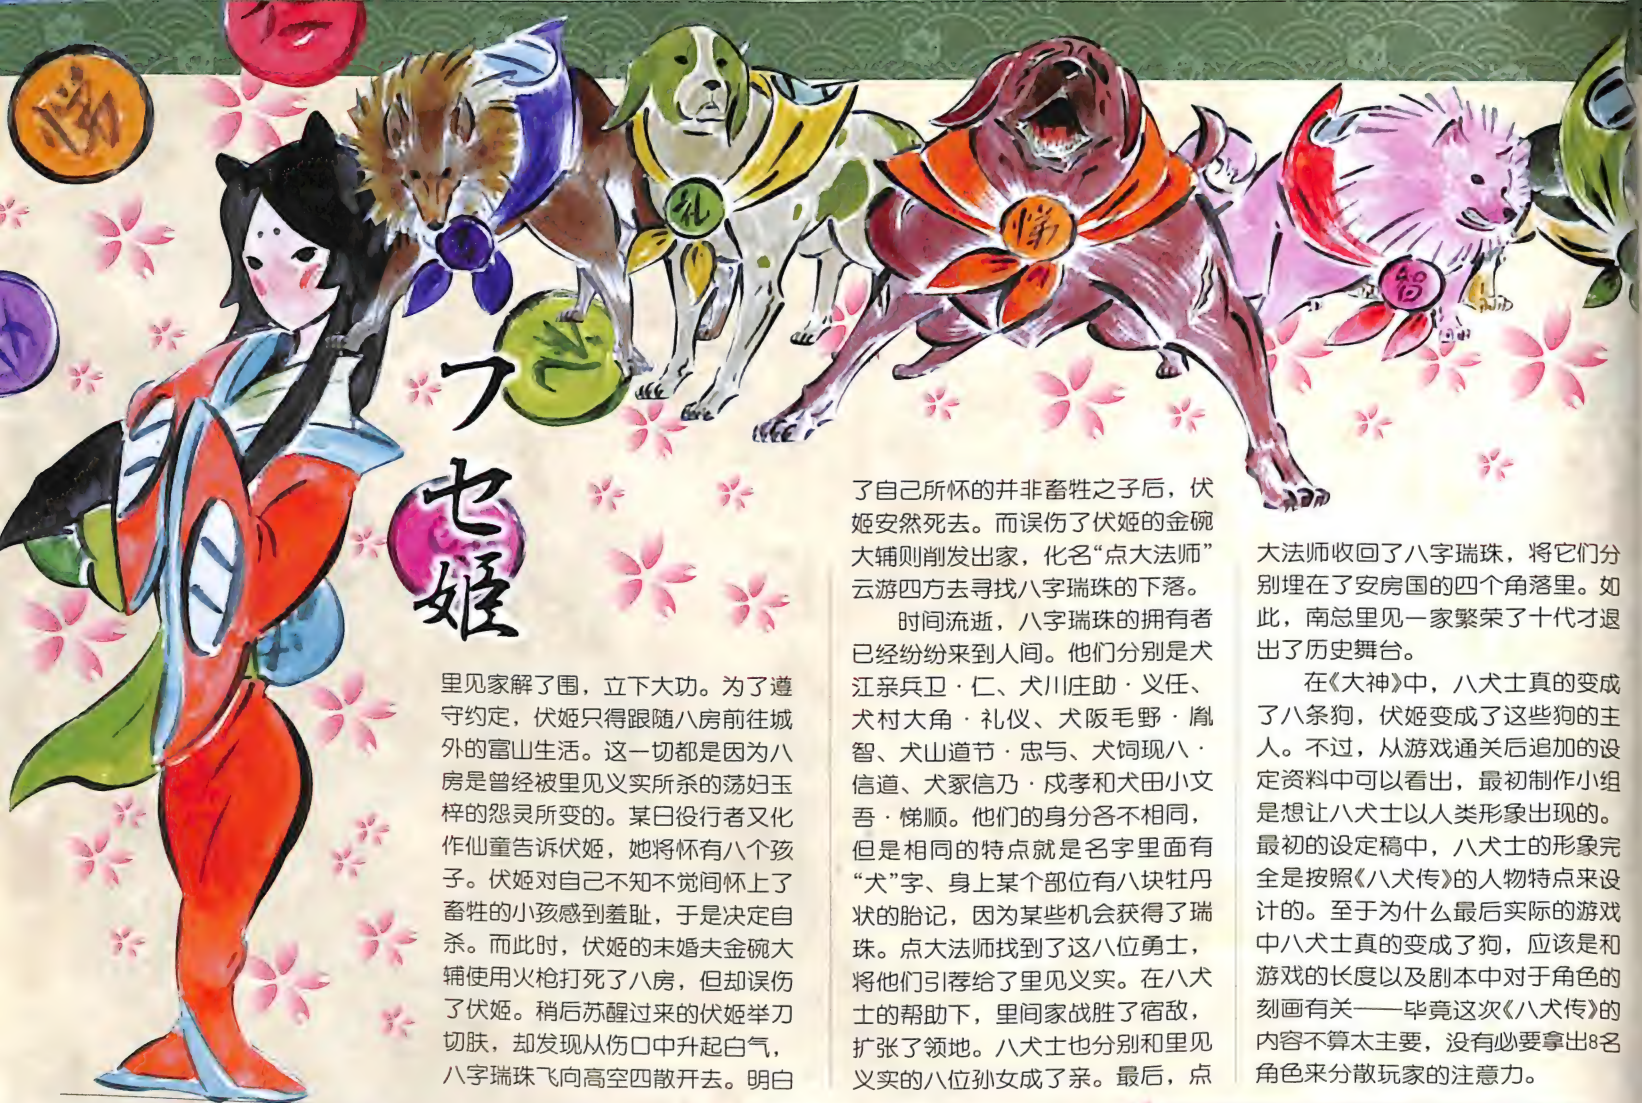 悌
礼
悌
智
フセ姫
里见家解了围，立下大功。为了遵
守约定，伏姬只得跟随八房前往城
外的富山生活。这一切都是因为八
房是曾经被里见义实所杀的荡妇玉
梓的怨灵所变的。某日役行者又化
作仙童告诉伏姬，她将怀有八个孩
子。伏姬对自己不知不觉间怀上了
畜牲的小孩感到羞耻，于是决定自
杀。而此时，伏姬的未婚夫金碗大
辅使用火枪打死了八房，但却误伤
了伏姬。稍后苏醒过来的伏姬举刀
切肤，却发现从伤口中升起白气，
八字瑞珠飞向高空四散开去。明白
了自己所怀的并非畜牲之子后，伏
姬安然死去。而误伤了伏姬的金碗
大辅则削发出家，化名“点大法师”
云游四方去寻找八字瑞珠的下落。
时间流逝，八字瑞珠的拥有者
已经纷纷来到人间。他们分别是犬
江亲兵卫·仁、犬川庄助·义任、
犬村大角·礼仪、犬阪毛野·胤
智、犬山道节·忠与、犬饲现八·
信道、犬冢信乃·戍孝和犬田小文
吾·悌顺。他们的身分各不相同，
但是相同的特点就是名字里面有
“犬”字、身上某个部位有八块牡丹
状的胎记，因为某些机会获得了瑞
珠。点大法师找到了这八位勇士，
将他们引荐给了里见义实。在八犬
士的帮助下，里间家战胜了宿敌，
扩张了领地。八犬士也分别和里见
义实的八位孙女成了亲。最后，点
大法师收回了八字瑞珠，将它们分
别埋在了安房国的四个角落里。如
此，南总里见一家繁荣了十代才退
出了历史舞台。
在《大神》中，八犬士真的变成
了八条狗，伏姬变成了这些狗的主
人。不过，从游戏通关后追加的设
定资料中可以看出，最初制作小组
是想让八犬士以人类形象出现的。
最初的设定稿中，八犬士的形象完
全是按照《八犬传》的人物特点来设
计的。至于为什么最后实际的游戏
中八犬士真的变成了狗，应该是和
游戏的长度以及剧本中对于角色的
刻画有关——毕竟这次《八犬传》的
内容不算太主要，没有必要拿出8名
角色来分散玩家的注意力。